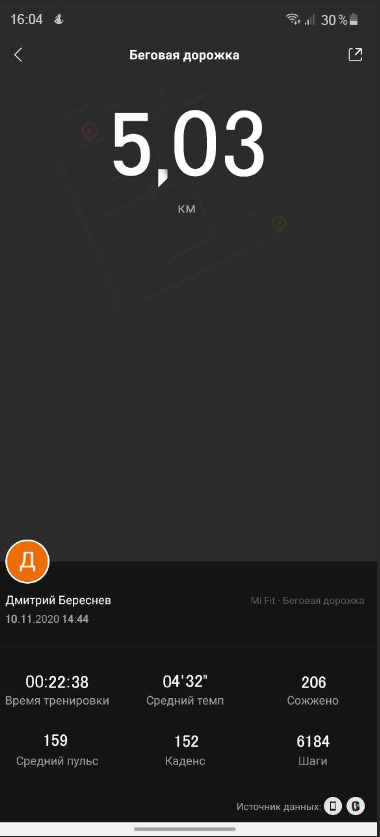 16:04 30%
Беговая дорожка
5,03
КМ
Д
Дмитрий Береснев
Mi Fit - Беговая дорожка
10.11.2020 14:44
00:22:38 04'32" 206
Время тренировки Средний темп Сожжено
159 152 6184
Средний пульс Каденс Шаги
Источник данных: